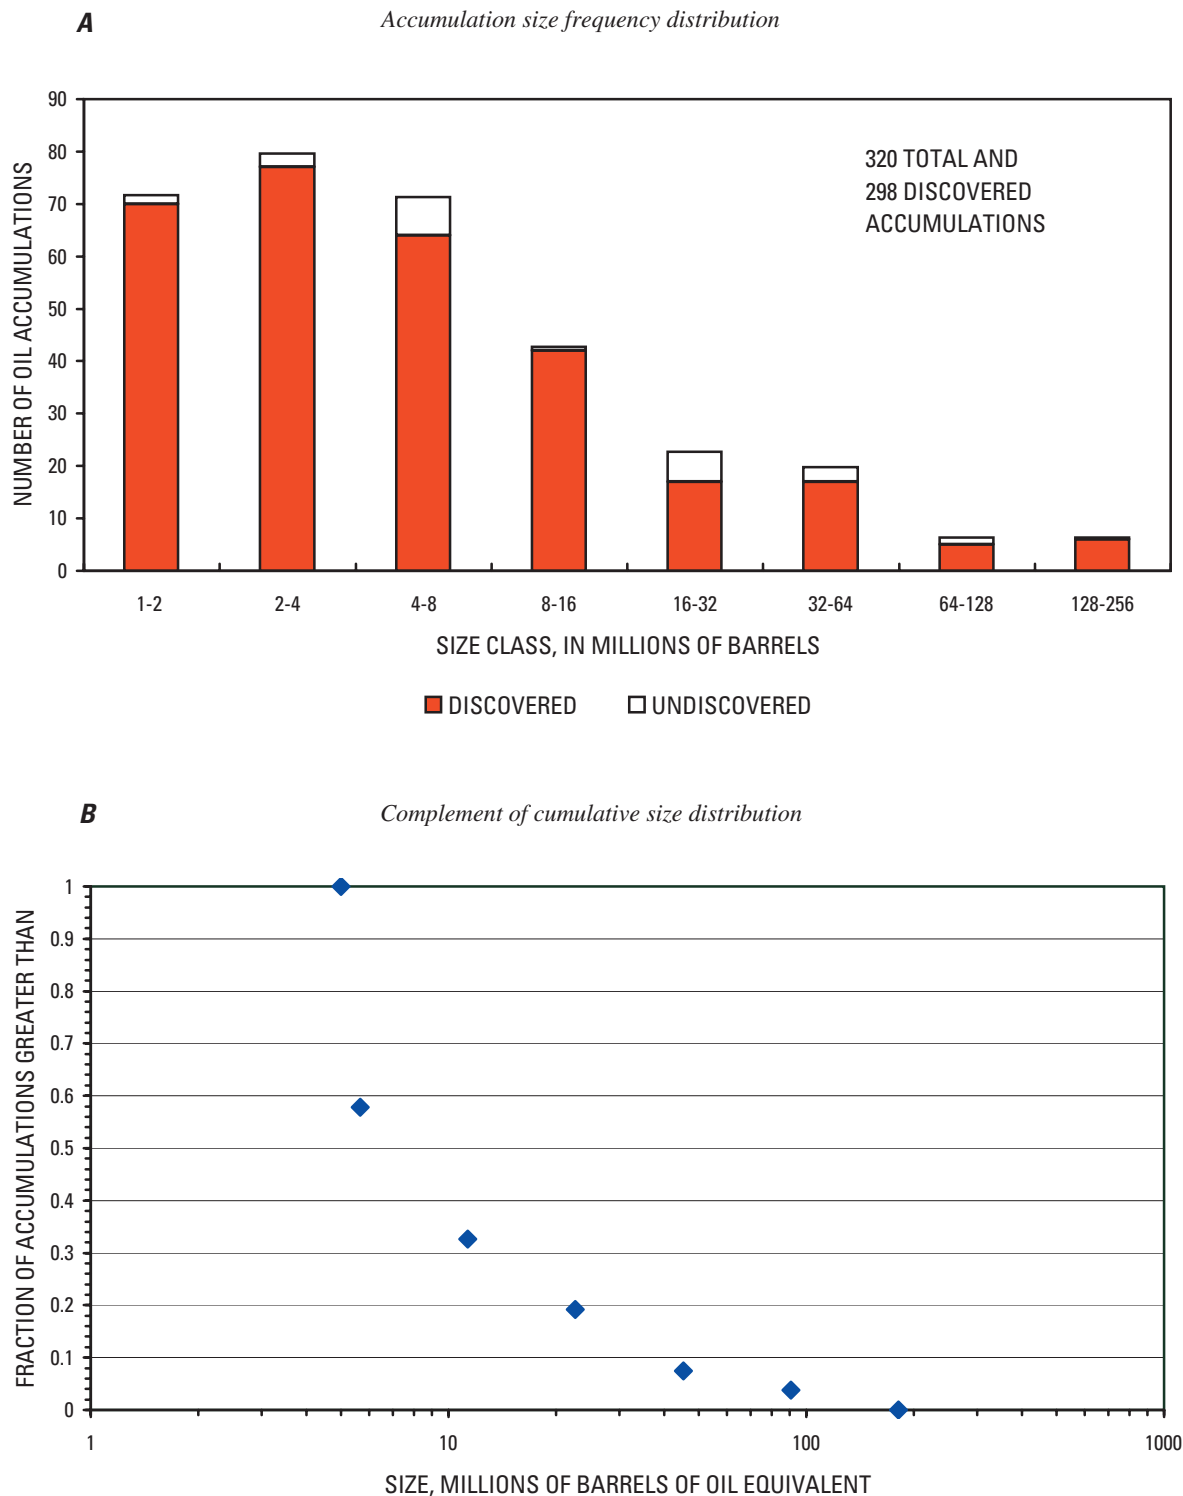 A
Accumulation size frequency distribution
90
80
70
60
50
40
30
20
10
0
NUMBER OF OIL ACCUMULATIONS
320 TOTAL AND
298 DISCOVERED
ACCUMULATIONS
1-2 2-4 4-8 8-16 16-32 32-64 64-128 128-256
SIZE CLASS, IN MILLIONS OF BARRELS
DISCOVERED UNDISCOVERED
B
Complement of cumulative size distribution
1
0.9
0.8
0.7
0.6
0.5
0.4
0.3
0.2
0.1
0
FRACTION OF ACCUMULATIONS GREATER THAN
1 10 100 1000
SIZE, MILLIONS OF BARRELS OF OIL EQUIVALENT